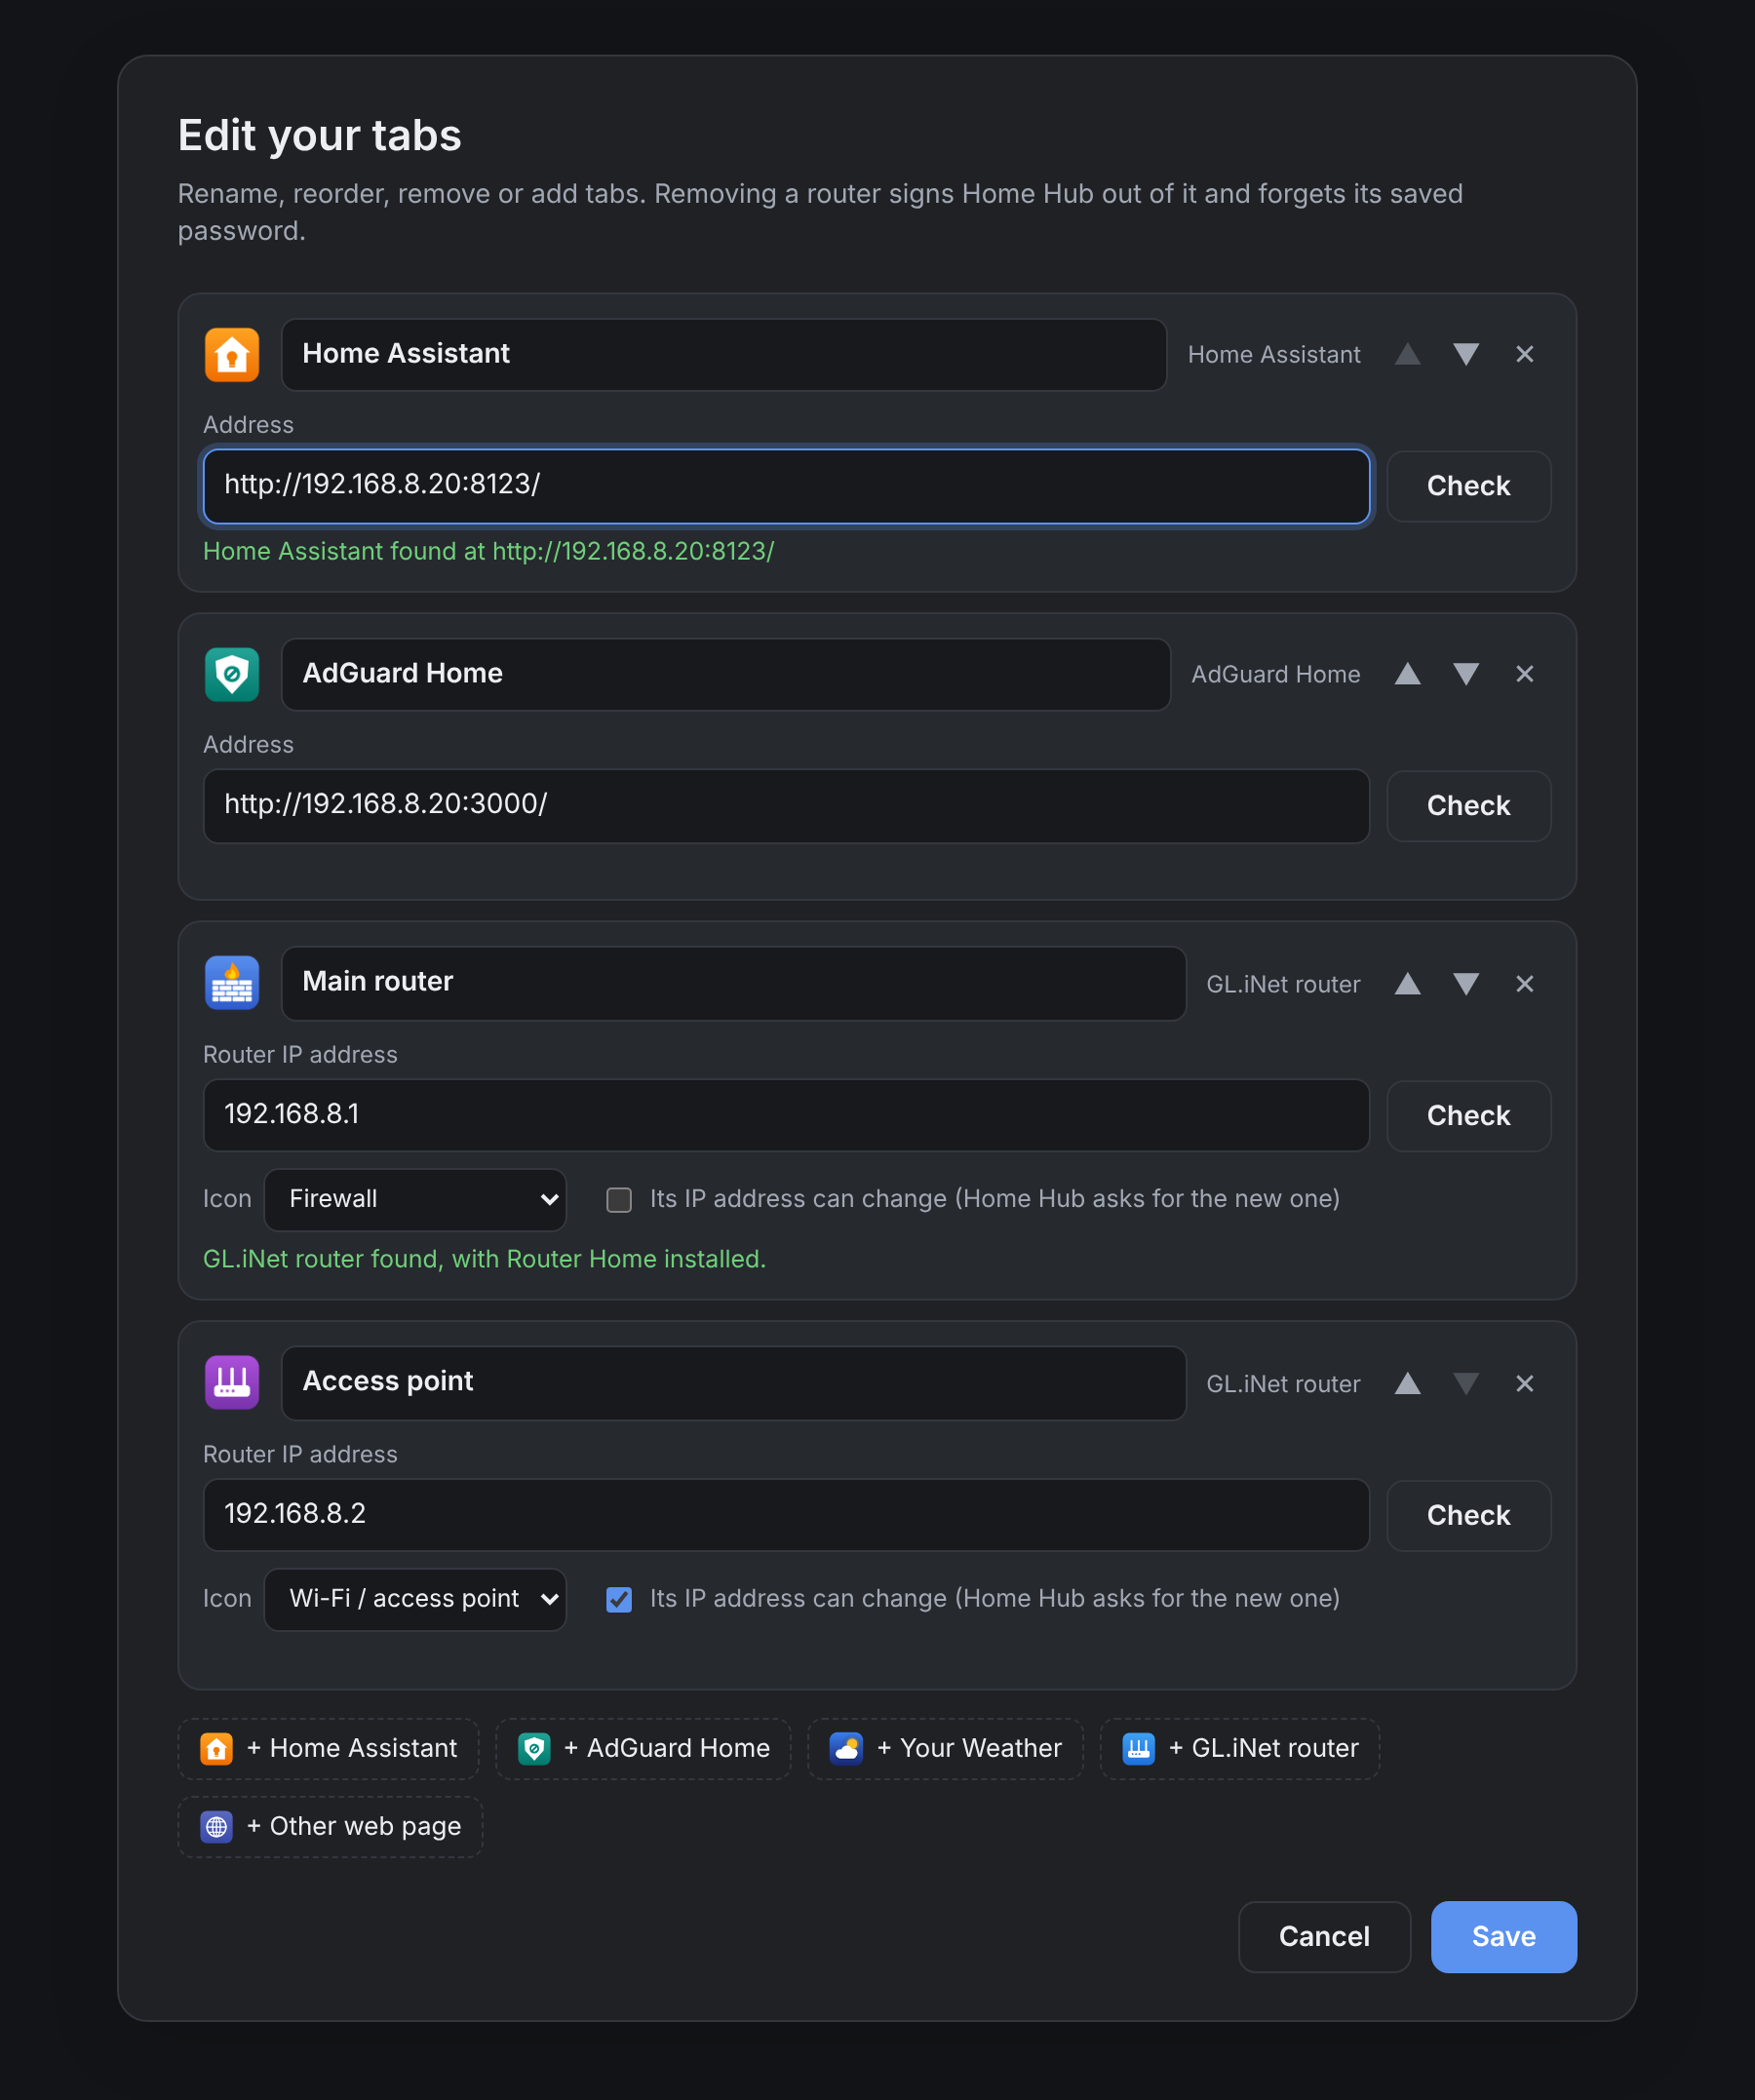 Edit your tabs
Rename, reorder, remove or add tabs. Removing a router signs Home Hub out of it and forgets its saved
password.
Home Assistant
Home Assistant
Address
http://192.168.8.20:8123/
Check
Home Assistant found at http://192.168.8.20:8123/
AdGuard Home
AdGuard Home
Address
http://192.168.8.20:3000/
Check
Main router
GL.iNet router
Router IP address
192.168.8.1
Check
Icon
Firewall
Its IP address can change (Home Hub asks for the new one)
GL.iNet router found, with Router Home installed.
Access point
GL.iNet router
Router IP address
192.168.8.2
Check
Icon
Wi-Fi / access point
Its IP address can change (Home Hub asks for the new one)
+ Home Assistant
+ AdGuard Home
+ Your Weather
+ GL.iNet router
+ Other web page
Cancel
Save